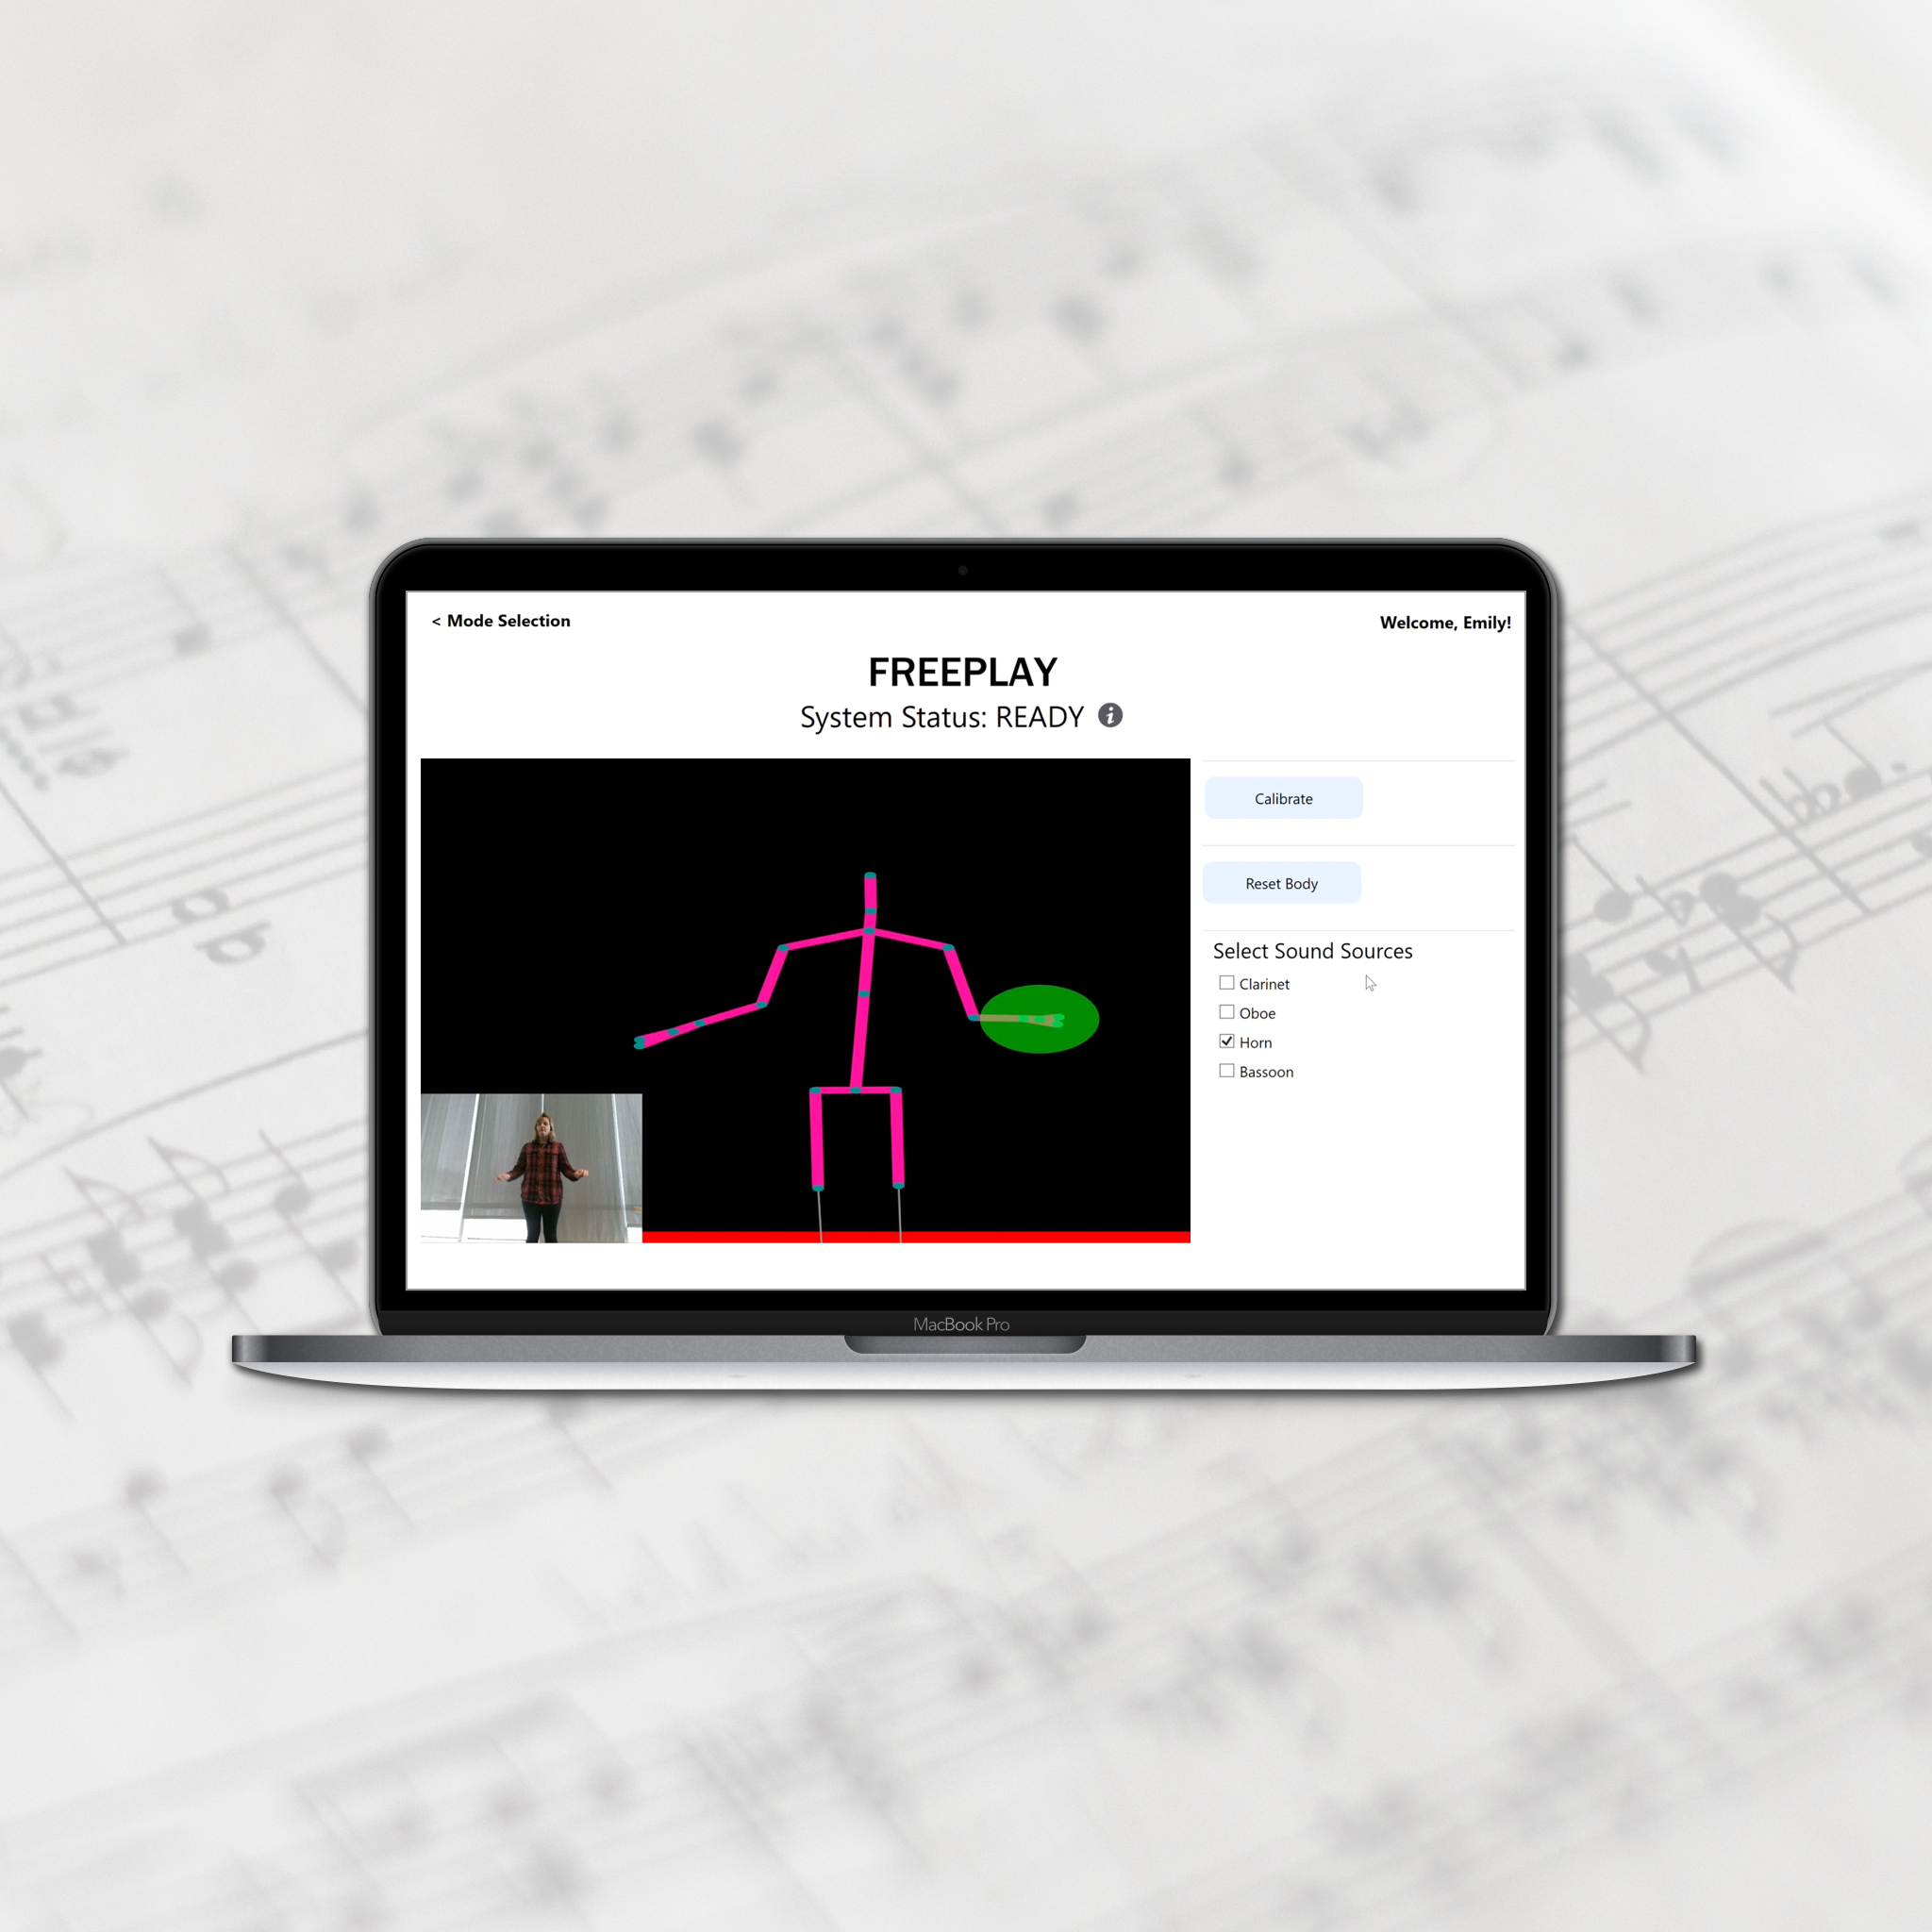 < Mode Selection
Welcome, Emily!
FREEPLAY
System Status: READY
Calibrate
Reset Body
Select Sound Sources
Clarinet
Oboe
Horn
Bassoon
MacBook Pro